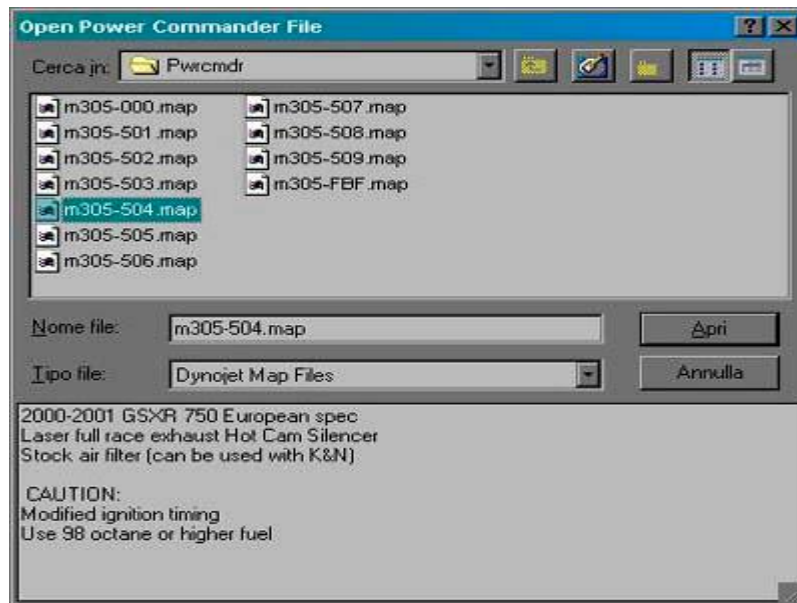 Open Power Commander File
Cerca in: Pwrcmdr
m305-000.map
m305-501.map
m305-502.map
m305-503.map
m305-504.map
m305-505.map
m305-506.map
m305-507.map
m305-508.map
m305-509.map
m305-FBF.map
Nome file: m305-504.map Apri
Tipo file: Dynojet Map Files Annulla
2000-2001 GSXR 750 European spec
Laser full race exhaust Hot Cam Silencer
Stock air filter (can be used with K&N)
CAUTION:
Modified ignition timing
Use 98 octane or higher fuel